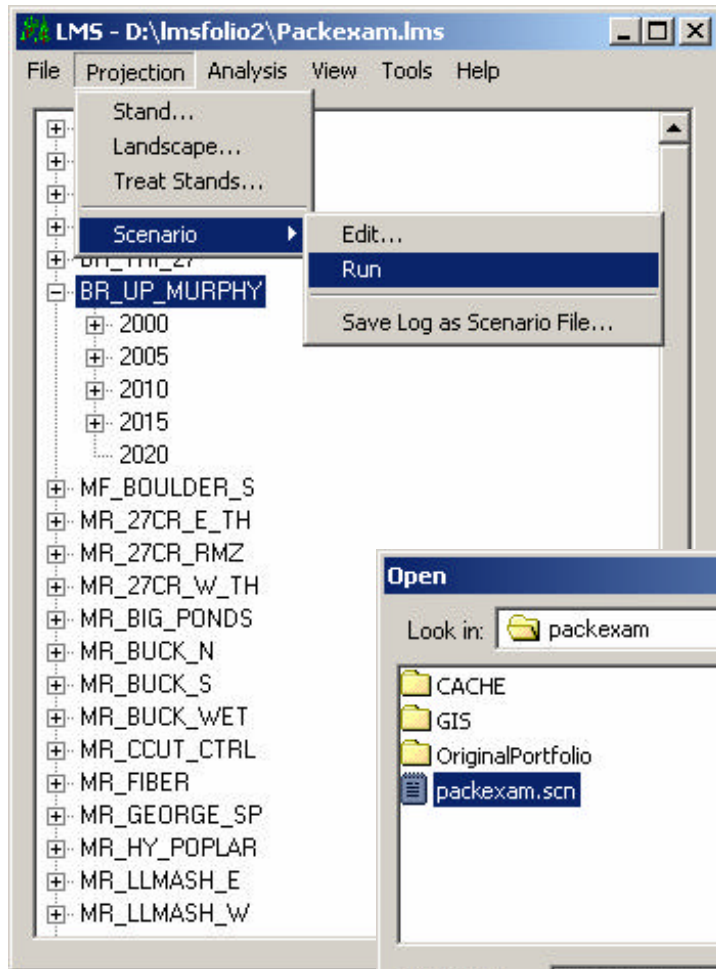 LMS - D:\lmsfolio2\Packexam.lms
File Projection Analysis View Tools Help
Stand...
Landscape...
Treat Stands...
Scenario
Edit...
Run
Save Log as Scenario File...
BR_UP_MURPHY
2000
2005
2010
2015
2020
MF_BOULDER_S
MR_27CR_E_TH
MR_27CR_RMZ
MR_27CR_W_TH
MR_BIG_PONDS
MR_BUCK_N
MR_BUCK_S
MR_BUCK_WET
MR_CCUT_CTRL
MR_FIBER
MR_GEORGE_SP
MR_HY_POPLAR
MR_LLMASH_E
MR_LLMASH_W
Open
Look in: packexam
CACHE
GIS
OriginalPortfolio
packexam.scn